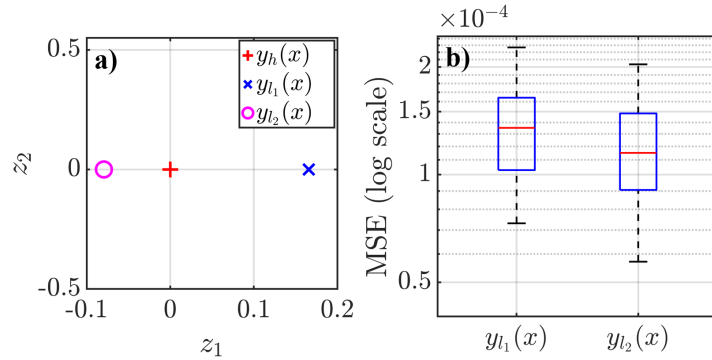 a)
0.5
0
-0.5
z_2
-0.1
0
0.1
0.2
z_1
y_h(x)
y_{l_1}(x)
y_{l_2}(x)
b)
×10^{-4}
2
1.5
1
0.5
MSE (log scale)
y_{l_1}(x)
y_{l_2}(x)